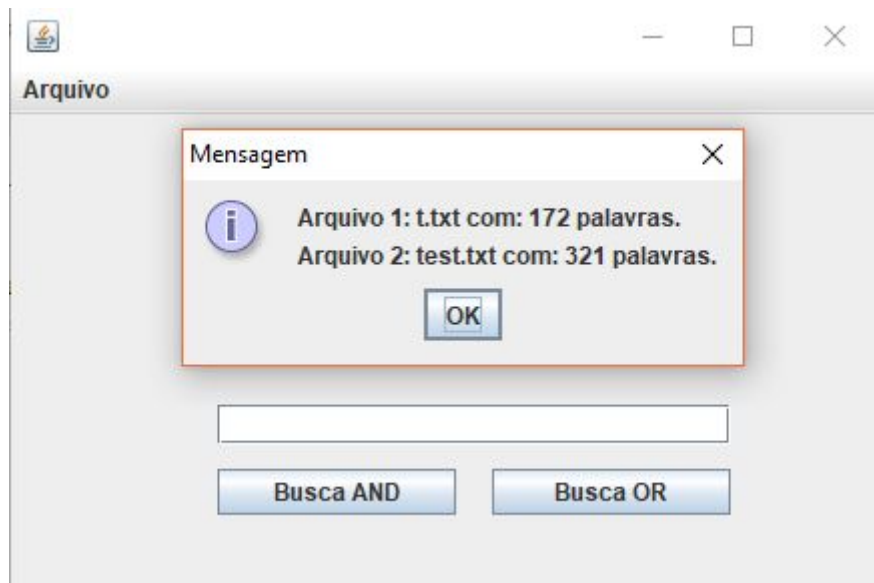 Arquivo
Mensagem
Arquivo 1: t.txt com: 172 palavras.
Arquivo 2: test.txt com: 321 palavras.
OK
Busca AND
Busca OR